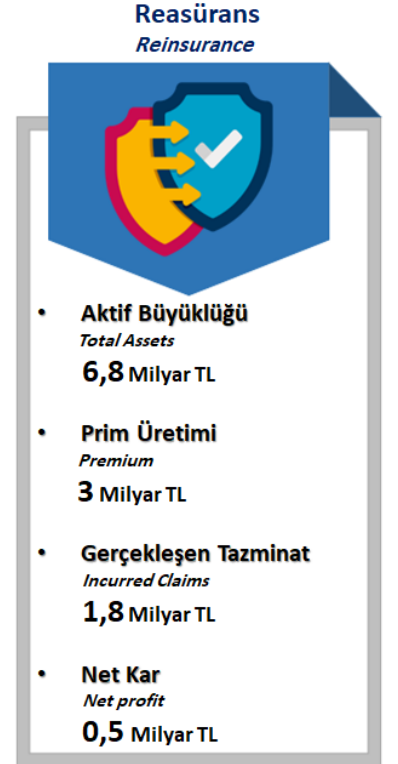 Reasürans
Reinsurance
• Aktif Büyüklüğü
Total Assets
6,8 Milyar TL
• Prim Üretimi
Premium
3 Milyar TL
• Gerçekleşen Tazminat
Incurred Claims
1,8 Milyar TL
• Net Kar
Net profit
0,5 Milyar TL